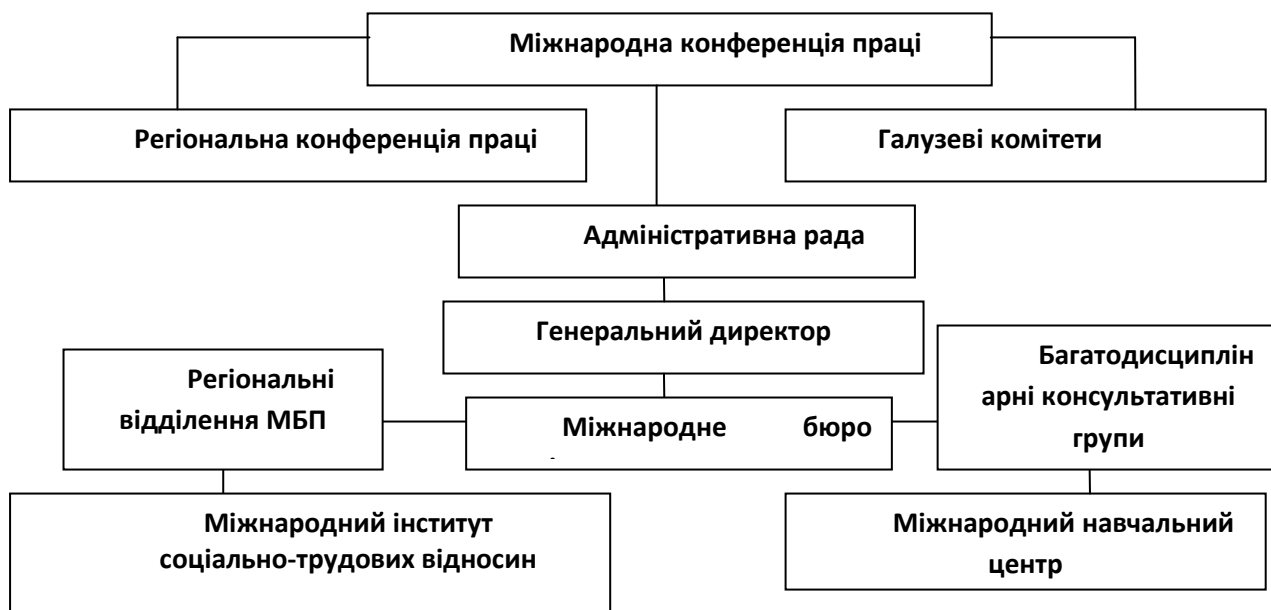 Міжнародна конференція праці
Регіональна конференція праці
Галузеві комітети
Адміністративна рада
Генеральний директор
Регіональні
відділення МБП
Міжнародне бюро
Багатодисциплін
арні консультативні
групи
Міжнародний інститут
соціально-трудових відносин
Міжнародний навчальний
центр